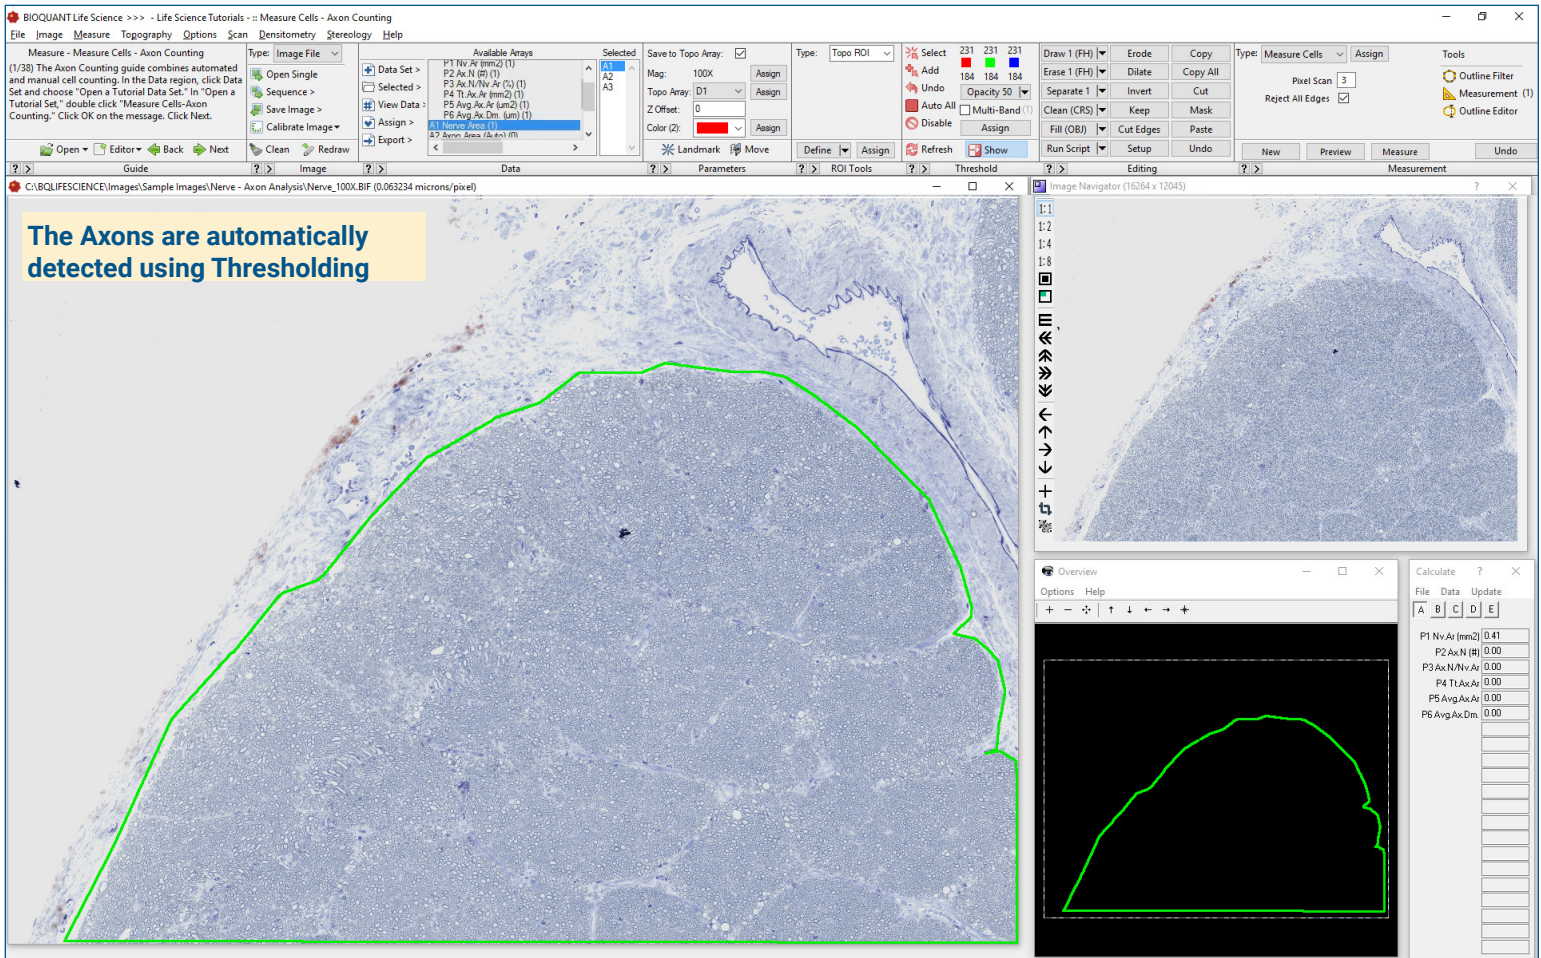 BIOQUANT Life Science >>> - Life Science Tutorials - :: Measure Cells - Axon Counting
File Image Measure Topography Options Scan Densitometry Stereology Help
Measure - Measure Cells - Axon Counting
(1/38) The Axon Counting guide combines automated
and manual cell counting. In the Data region, click Data
Set and choose "Open a Tutorial Data Set." In "Open a
Tutorial Set," double click "Measure Cells-Axon
Counting." Click OK on the message. Click Next.
Open Editor Back Next
? > Guide
Type: Image File
Open Single
Sequence >
Save Image >
Calibrate Image
Clean Redraw
? > Image
Data Set >
Selected >
View Data >
Assign >
Export >
Available Arrays
P1 Nv.Ar (mm2) (1)
P2 Ax.N (#) (1)
P3 Ax.N/Nv.Ar (%) (1)
P4 Tt.Ax.Ar (mm2) (1)
P5 Avg.Ax.Ar (um2) (1)
P6 Avg.Ax.Dm. (um) (1)
A1 Nerve Area (1)
A2 Axon Area (Auto) (0)
Selected
A1
A2
A3
? > Data
Save to Topo Array:
Mag: 100X Assign
Topo Array: D1 Assign
Z Offset: 0
Color (2): Assign
Landmark Move
? > Parameters
Type: Topo ROI
Define Assign
? > ROI Tools
Select 231 231 231
Add 184 184 184
Undo Opacity 50
Auto All Multi-Band (1)
Disable Assign
Refresh Show
? > Threshold
Draw 1 (FH) Erode Copy
Erase 1 (FH) Dilate Copy All
Separate 1 Invert Cut
Clean (CRS) Keep Mask
Fill (OBJ) Cut Edges Paste
Run Script Setup Undo
? > Editing
Type: Measure Cells Assign
Pixel Scan 3
Reject All Edges
Tools
Outline Filter
Measurement (1)
Outline Editor
New Preview Measure Undo
? > Measurement
C:\BQLIFESCIENCE\Images\Sample Images\Nerve - Axon Analysis\Nerve_100X.BIF (0.063234 microns/pixel)
The Axons are automatically
detected using Thresholding
Image Navigator (16264 x 12045) ?
1:1
1:2
1:4
1:8
Overview
Options Help
Calculate ?
File Data Update
A B C D E
P1 Nv.Ar (mm2) 0.41
P2 Ax.N (#) 0.00
P3 Ax.N/Nv.Ar 0.00
P4 Tt.Ax.Ar 0.00
P5 Avg.Ax.Ar 0.00
P6 Avg.Ax.Dm. 0.00